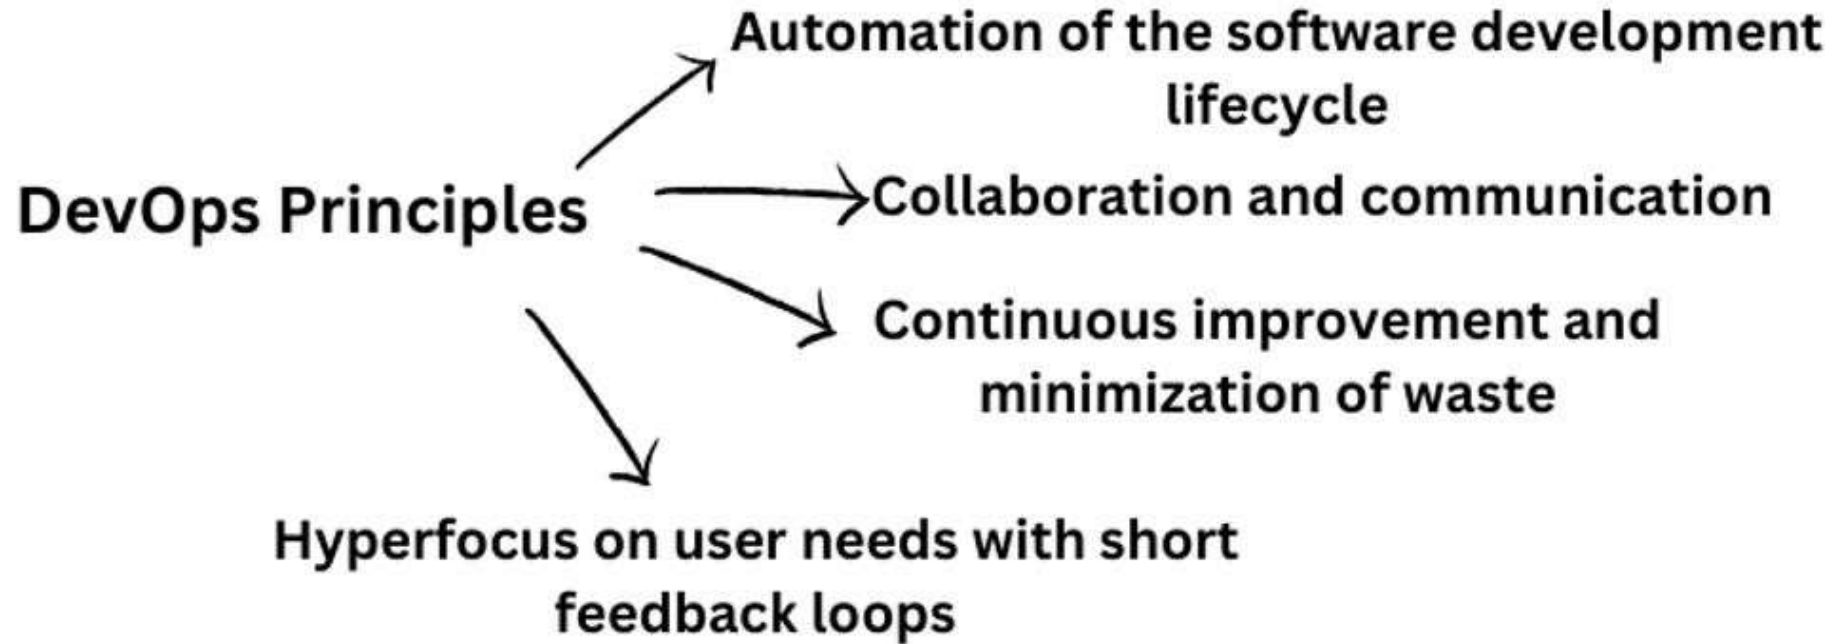 Automation of the software development
lifecycle
DevOps Principles
Collaboration and communication
Continuous improvement and
minimization of waste
Hyperfocus on user needs with short
feedback loops